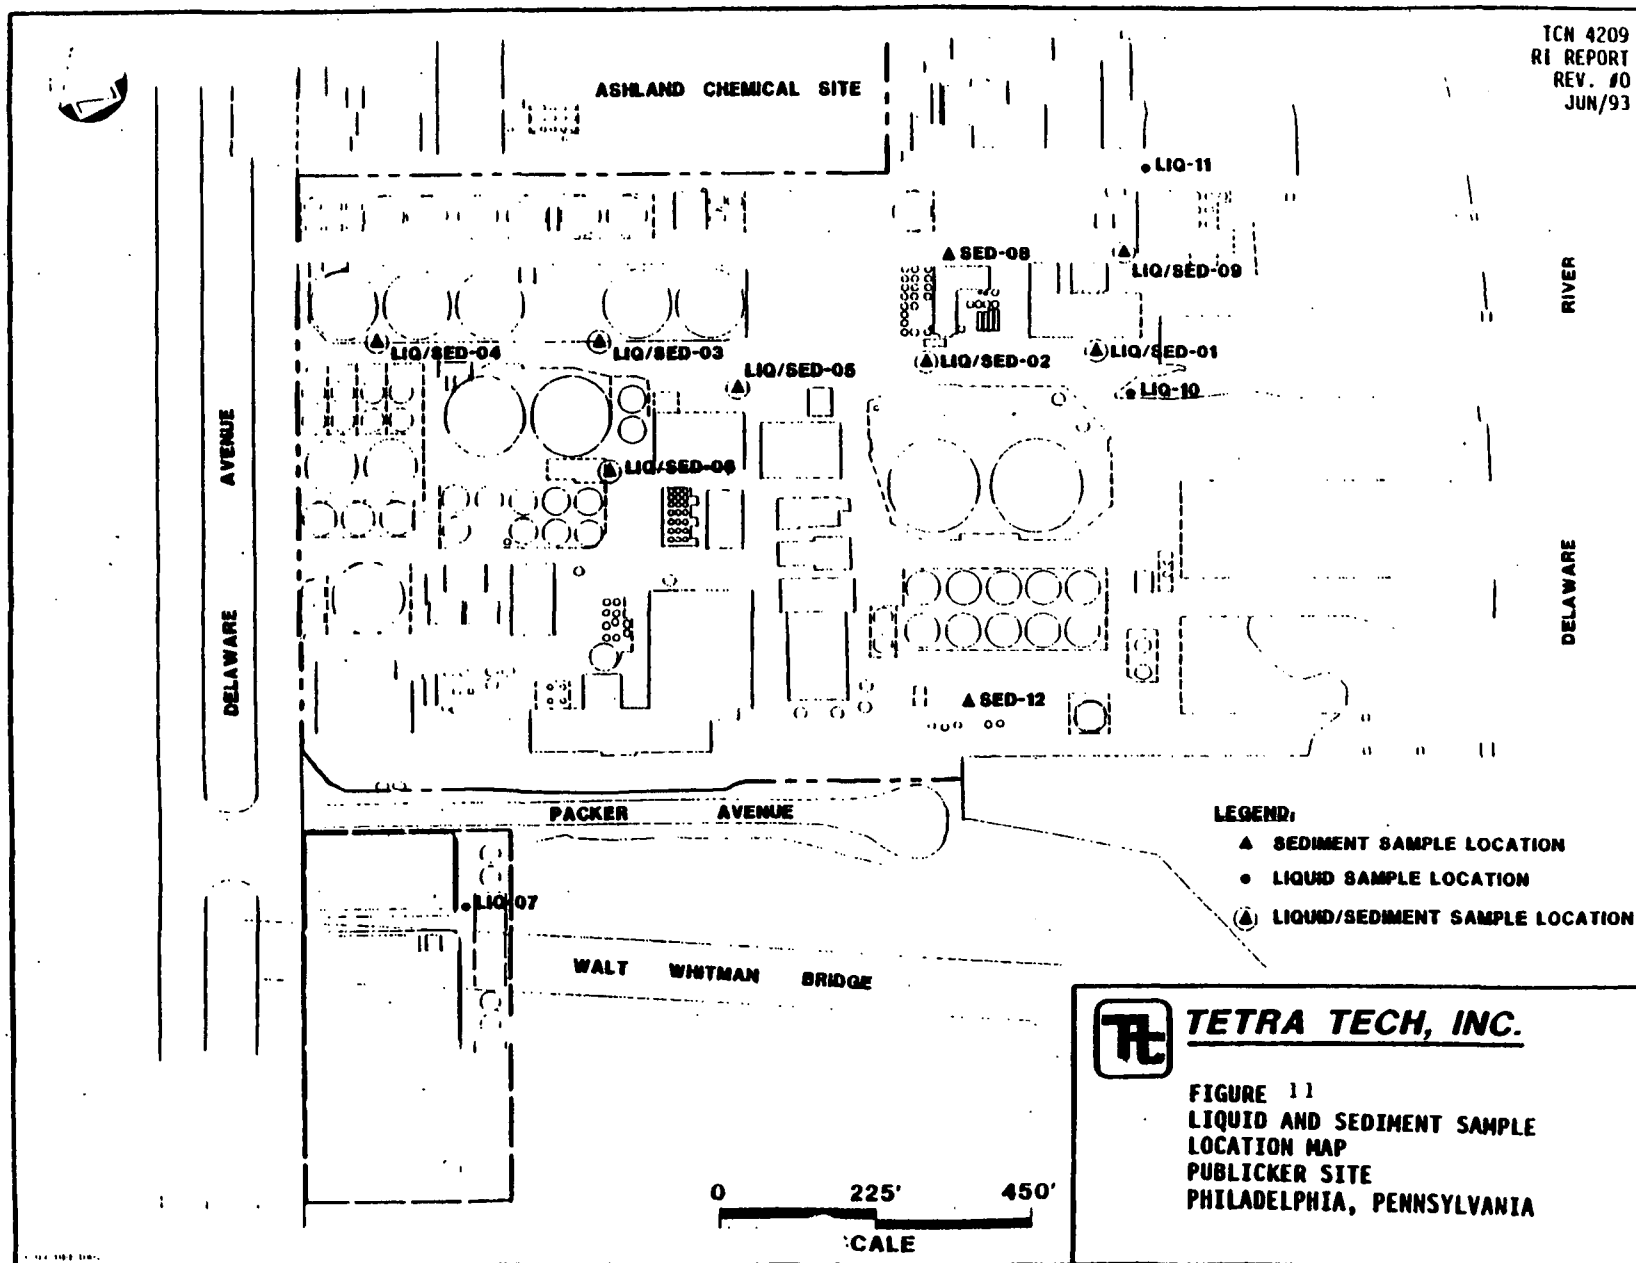 TCN 4209
RI REPORT
REV. #0
JUN/93
ASHLAND CHEMICAL SITE
LIQ-11
SED-08
LIQ/SED-09
RIVER
LIQ/SED-04
LIQ/SED-03
LIQ/SED-02
LIQ/SED-01
LIQ/SED-05
LIQ-10
AVENUE
LIQ/SED-06
DELAWARE
DELAWARE
SED-12
PACKER AVENUE
LEGEND:
SEDIMENT SAMPLE LOCATION
LIQUID SAMPLE LOCATION
LIQUID/SEDIMENT SAMPLE LOCATION
LIQ-07
WALT WHITMAN BRIDGE
TETRA TECH, INC.
FIGURE 11
LIQUID AND SEDIMENT SAMPLE
LOCATION MAP
PUBLICKER SITE
PHILADELPHIA, PENNSYLVANIA
0 225' 450'
CALE